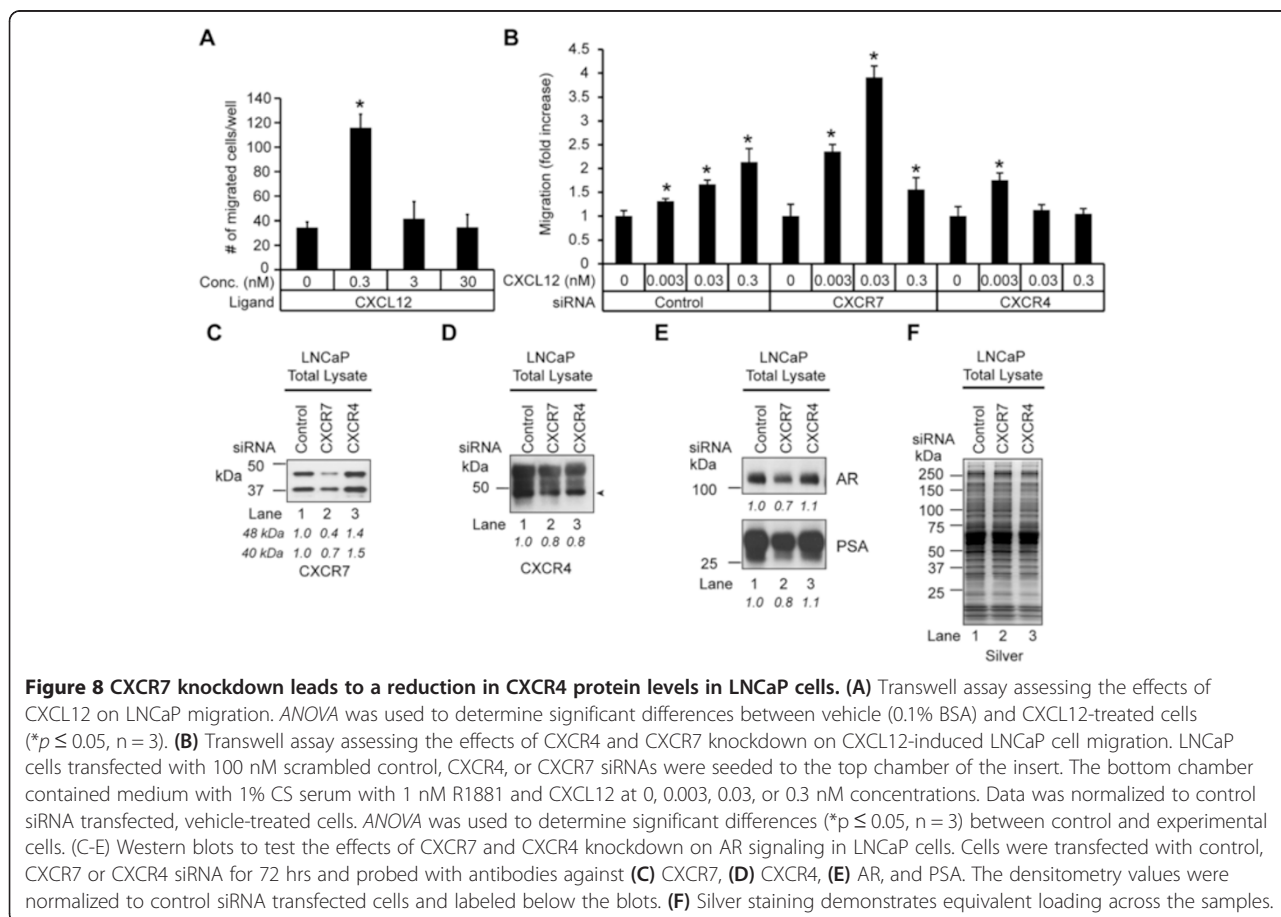 A
# of migrated cells/well
140
120
100
80
60
40
20
0
*
Conc. (nM) 0 0.3 3 30
Ligand CXCL12
B
Migration (fold increase)
4.5
4
3.5
3
2.5
2
1.5
1
0.5
0
* * * * * * *
CXCL12 (nM) 0 0.003 0.03 0.3 0 0.003 0.03 0.3 0 0.003 0.03 0.3
siRNA Control CXCR7 CXCR4
C
LNCaP
Total Lysate
siRNA Control CXCR7 CXCR4
kDa 50
37
Lane 1 2 3
48 kDa 1.0 0.4 1.4
40 kDa 1.0 0.7 1.5
CXCR7
D
LNCaP
Total Lysate
siRNA Control CXCR7 CXCR4
kDa
50
Lane 1 2 3
1.0 0.8 0.8
CXCR4
E
LNCaP
Total Lysate
siRNA Control CXCR7 CXCR4
kDa
100
AR
1.0 0.7 1.1
PSA
25
Lane 1 2 3
1.0 0.8 1.1
F
LNCaP
Total Lysate
siRNA Control CXCR7 CXCR4
kDa
250
150
100
75
50
37
25
Lane 1 2 3
Silver
Figure 8 CXCR7 knockdown leads to a reduction in CXCR4 protein levels in LNCaP cells. (A) Transwell assay assessing the effects of
CXCL12 on LNCaP migration. ANOVA was used to determine significant differences between vehicle (0.1% BSA) and CXCL12-treated cells
(*p ≤ 0.05, n = 3). (B) Transwell assay assessing the effects of CXCR4 and CXCR7 knockdown on CXCL12-induced LNCaP cell migration. LNCaP
cells transfected with 100 nM scrambled control, CXCR4, or CXCR7 siRNAs were seeded to the top chamber of the insert. The bottom chamber
contained medium with 1% CS serum with 1 nM R1881 and CXCL12 at 0, 0.003, 0.03, or 0.3 nM concentrations. Data was normalized to control
siRNA transfected, vehicle-treated cells. ANOVA was used to determine significant differences (*p ≤ 0.05, n = 3) between control and experimental
cells. (C-E) Western blots to test the effects of CXCR7 and CXCR4 knockdown on AR signaling in LNCaP cells. Cells were transfected with control,
CXCR7 or CXCR4 siRNA for 72 hrs and probed with antibodies against (C) CXCR7, (D) CXCR4, (E) AR, and PSA. The densitometry values were
normalized to control siRNA transfected cells and labeled below the blots. (F) Silver staining demonstrates equivalent loading across the samples.